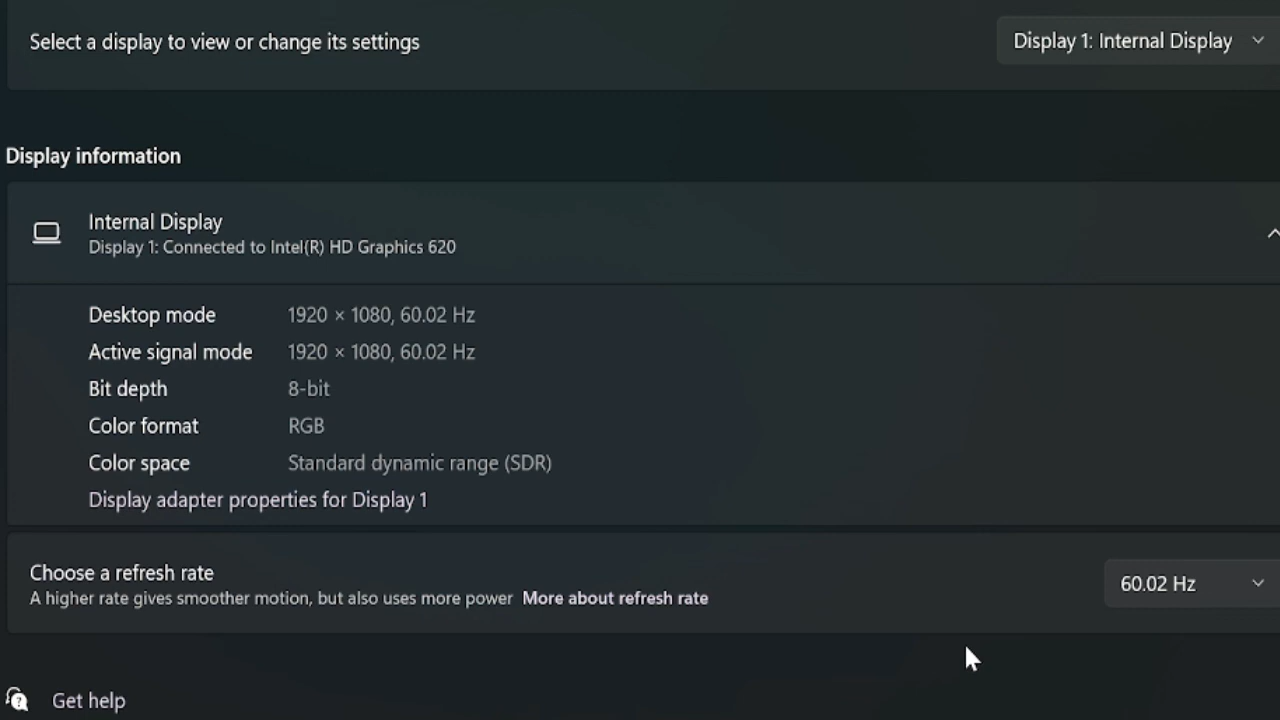 Select a display to view or change its settings
Display 1: Internal Display
Display information
Internal Display
Display 1: Connected to Intel(R) HD Graphics 620
Desktop mode 1920 × 1080, 60.02 Hz
Active signal mode 1920 × 1080, 60.02 Hz
Bit depth 8-bit
Color format RGB
Color space Standard dynamic range (SDR)
Display adapter properties for Display 1
Choose a refresh rate
A higher rate gives smoother motion, but also uses more power More about refresh rate
60.02 Hz
Get help